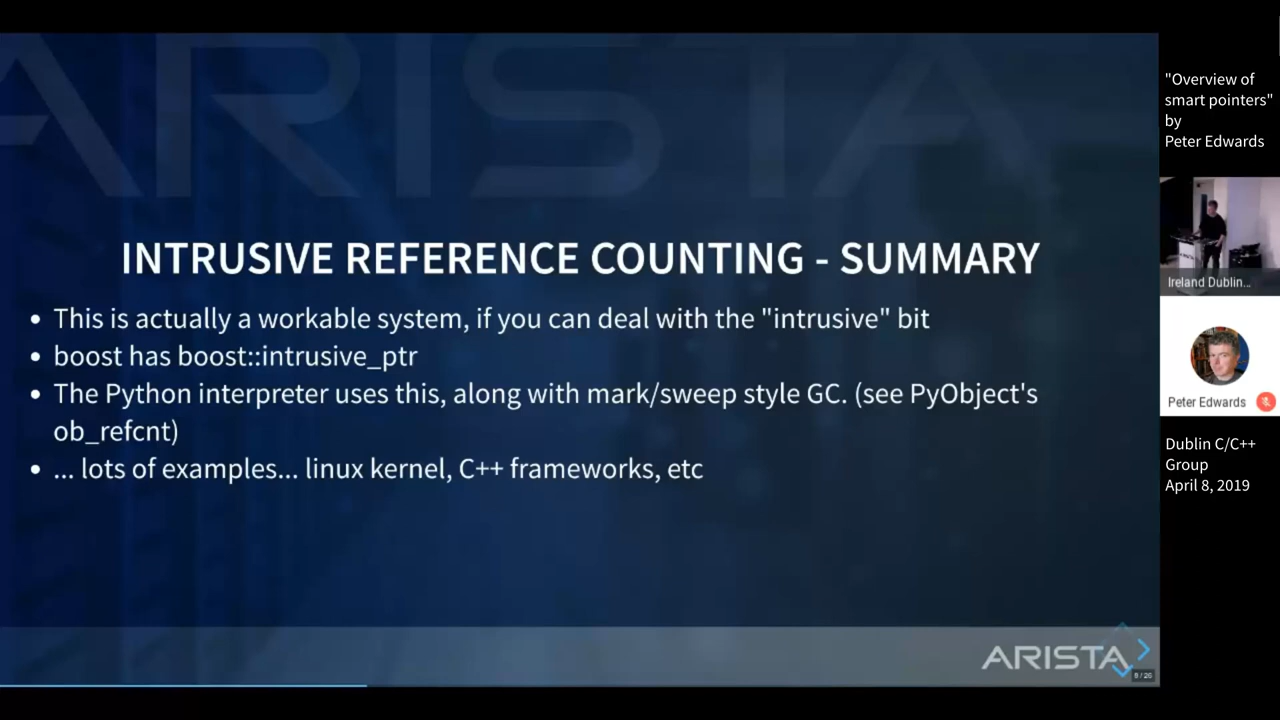 ARISTA
INTRUSIVE REFERENCE COUNTING - SUMMARY
• This is actually a workable system, if you can deal with the "intrusive" bit
• boost has boost::intrusive_ptr
• The Python interpreter uses this, along with mark/sweep style GC. (see PyObject's
ob_refcnt)
• ... lots of examples... linux kernel, C++ frameworks, etc
ARISTA
"Overview of
smart pointers"
by
Peter Edwards
Ireland Dublin...
Peter Edwards
Dublin C/C++
Group
April 8, 2019